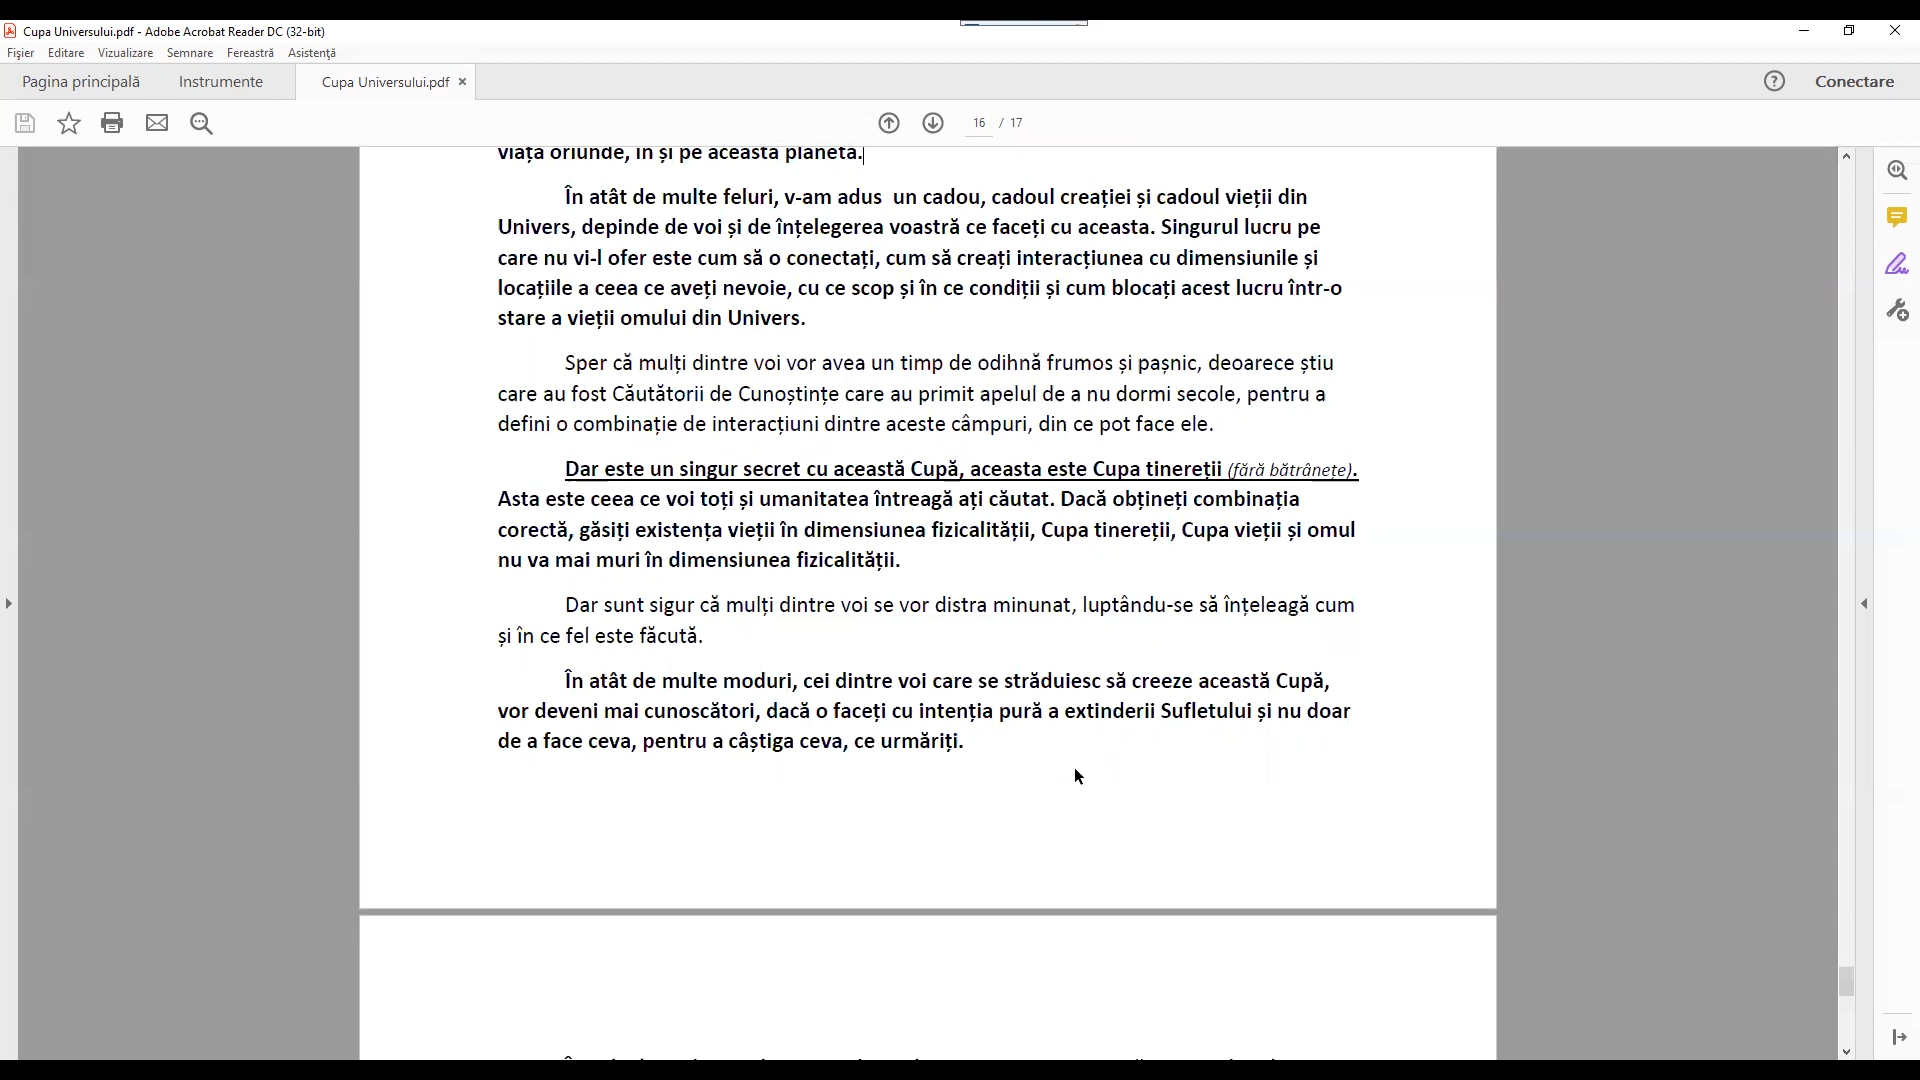 Cupa Universului.pdf - Adobe Acrobat Reader DC (32-bit)
Fișier Editare Vizualizare Semnare Fereastră Asistență
Pagina principală Instrumente Cupa Universului.pdf × Conectare
16 / 17
viața oriunde, în și pe această planetă.
În atât de multe feluri, v-am adus un cadou, cadoul creației și cadoul vieții din
Univers, depinde de voi și de înțelegerea voastră ce faceți cu aceasta. Singurul lucru pe
care nu vi-l ofer este cum să o conectați, cum să creați interacțiunea cu dimensiunile și
locațiile a ceea ce aveți nevoie, cu ce scop și în ce condiții și cum blocați acest lucru într-o
stare a vieții omului din Univers.
Sper că mulți dintre voi vor avea un timp de odihnă frumos și pașnic, deoarece știu
care au fost Căutătorii de Cunoștințe care au primit apelul de a nu dormi secole, pentru a
defini o combinație de interacțiuni dintre aceste câmpuri, din ce pot face ele.
Dar este un singur secret cu această Cupă, aceasta este Cupa tinereții (fără bătrânețe).
Asta este ceea ce voi toți și umanitatea întreagă ați căutat. Dacă obțineți combinația
corectă, găsiți existența vieții în dimensiunea fizicalității, Cupa tinereții, Cupa vieții și omul
nu va mai muri în dimensiunea fizicalității.
Dar sunt sigur că mulți dintre voi se vor distra minunat, luptându-se să înțeleagă cum
și în ce fel este făcută.
În atât de multe moduri, cei dintre voi care se străduiesc să creeze această Cupă,
vor deveni mai cunoscători, dacă o faceți cu intenția pură a extinderii Sufletului și nu doar
de a face ceva, pentru a câștiga ceva, ce urmăriți.